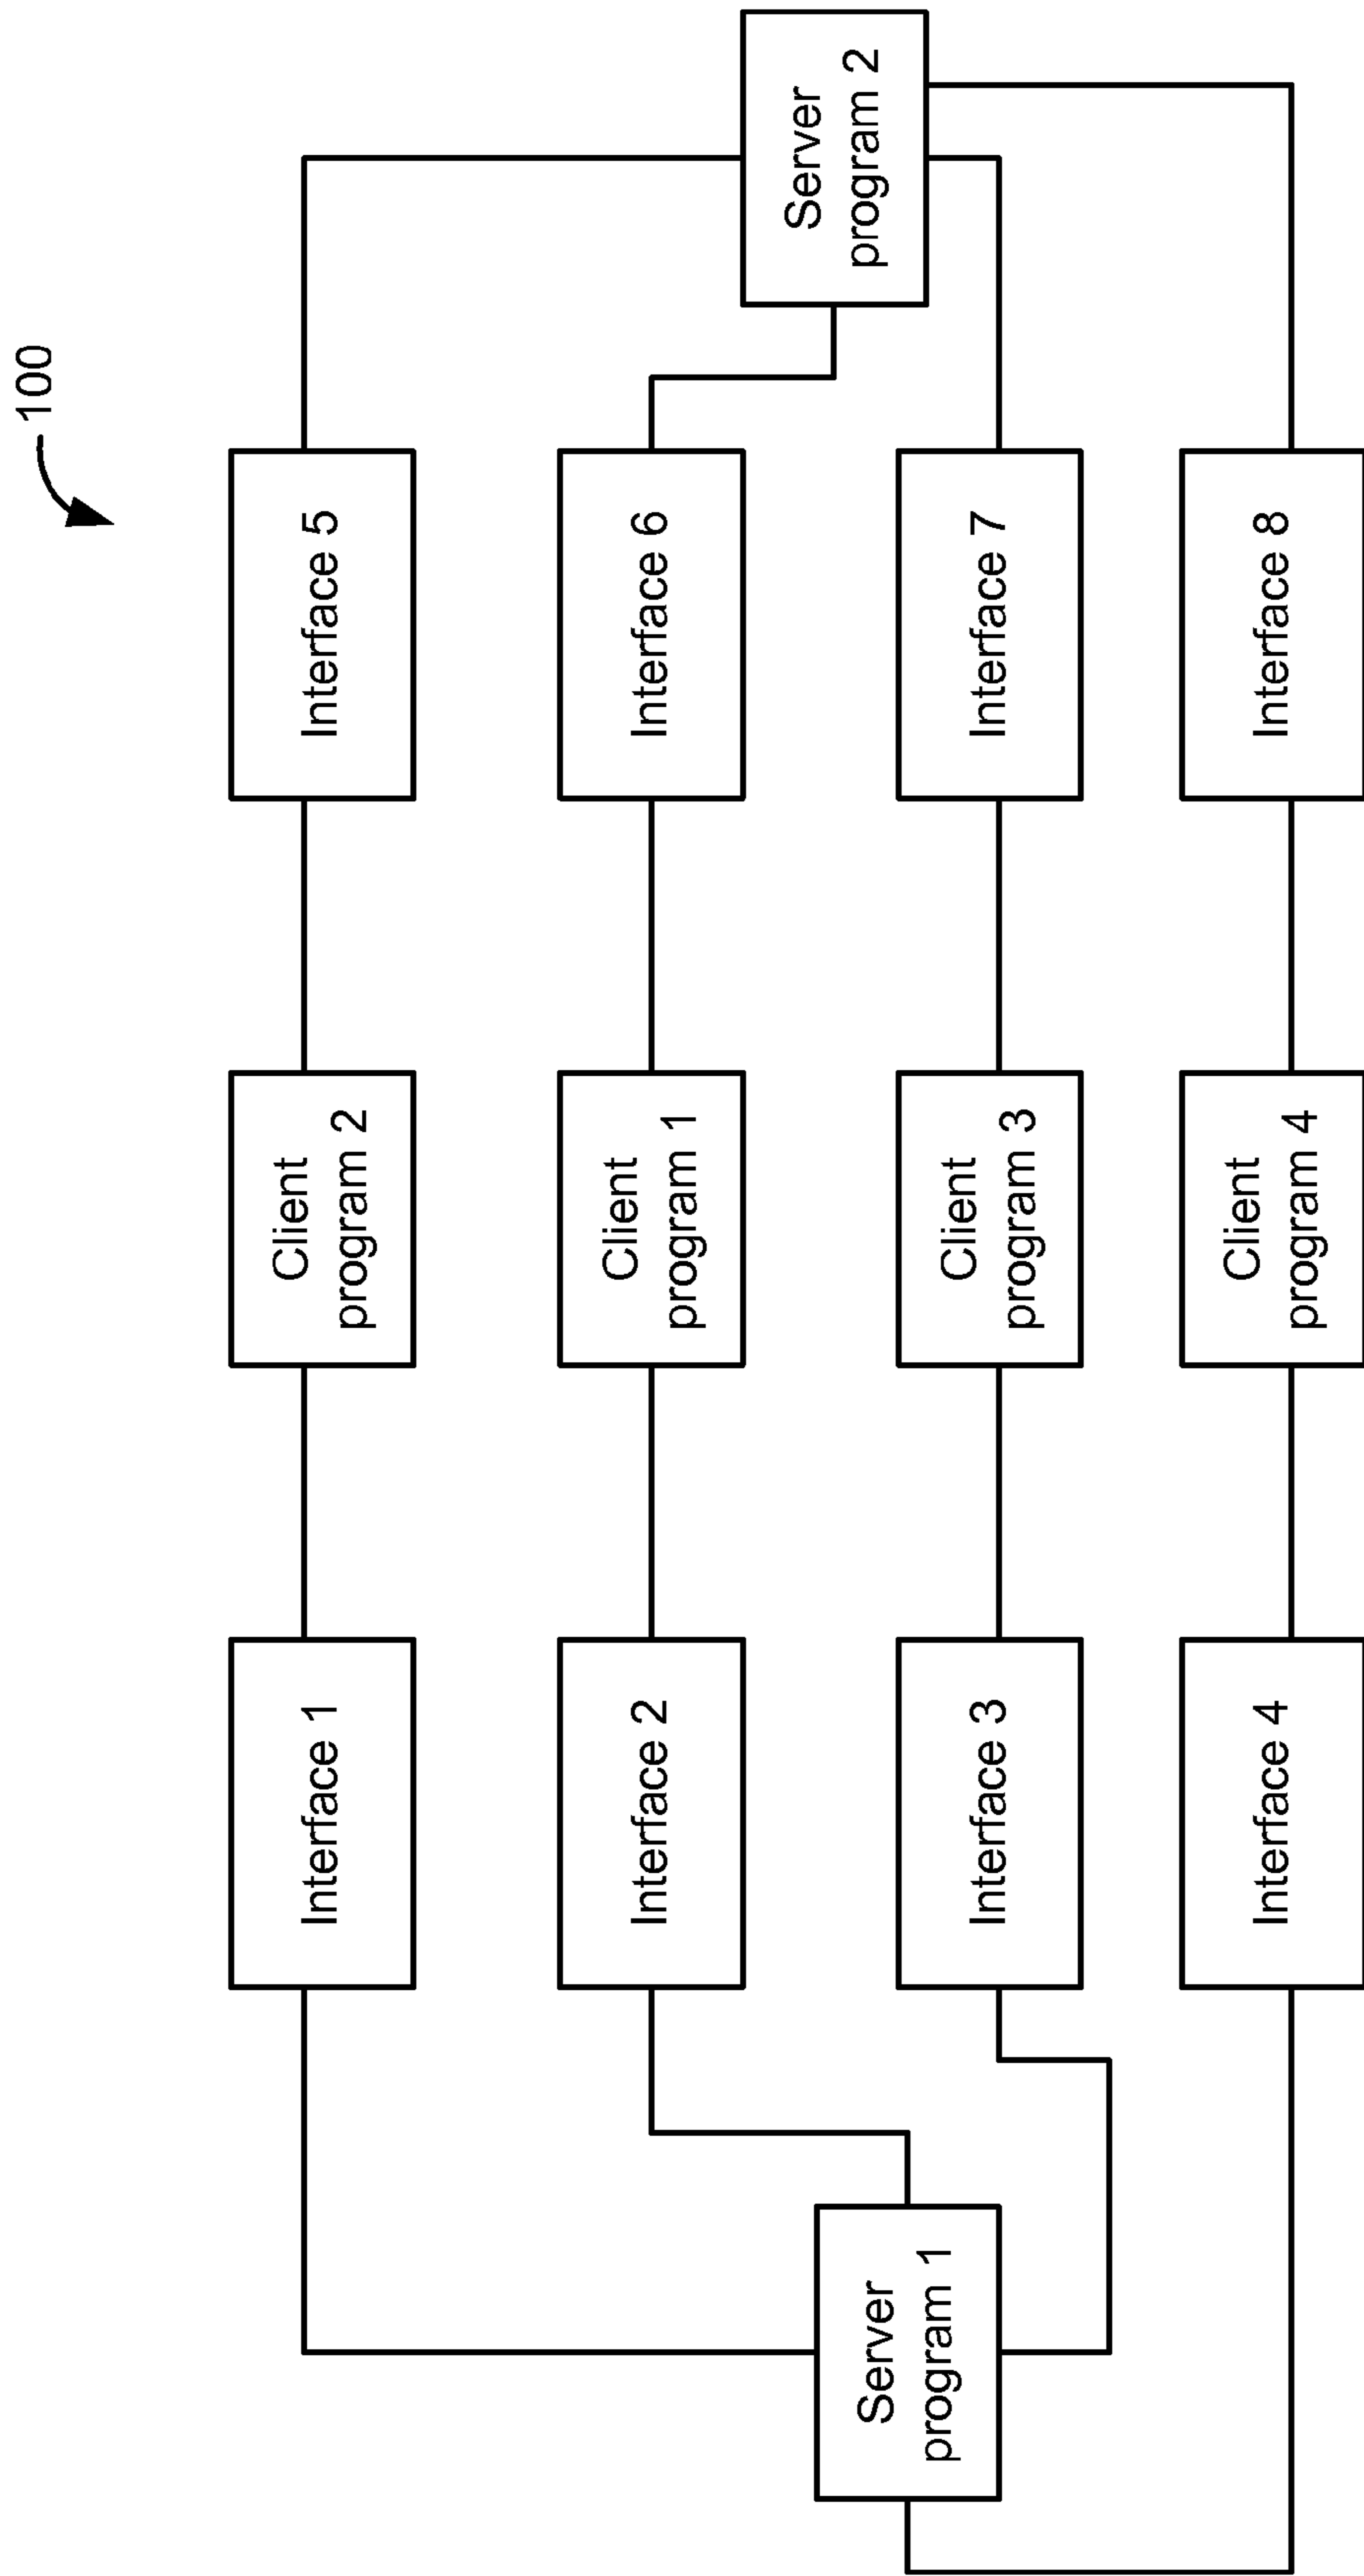 100
Interface 1
Client
program 2
Interface 5
Interface 2
Client
program 1
Interface 6
Server
program 2
Server
program 1
Interface 3
Client
program 3
Interface 7
Interface 4
Client
program 4
Interface 8